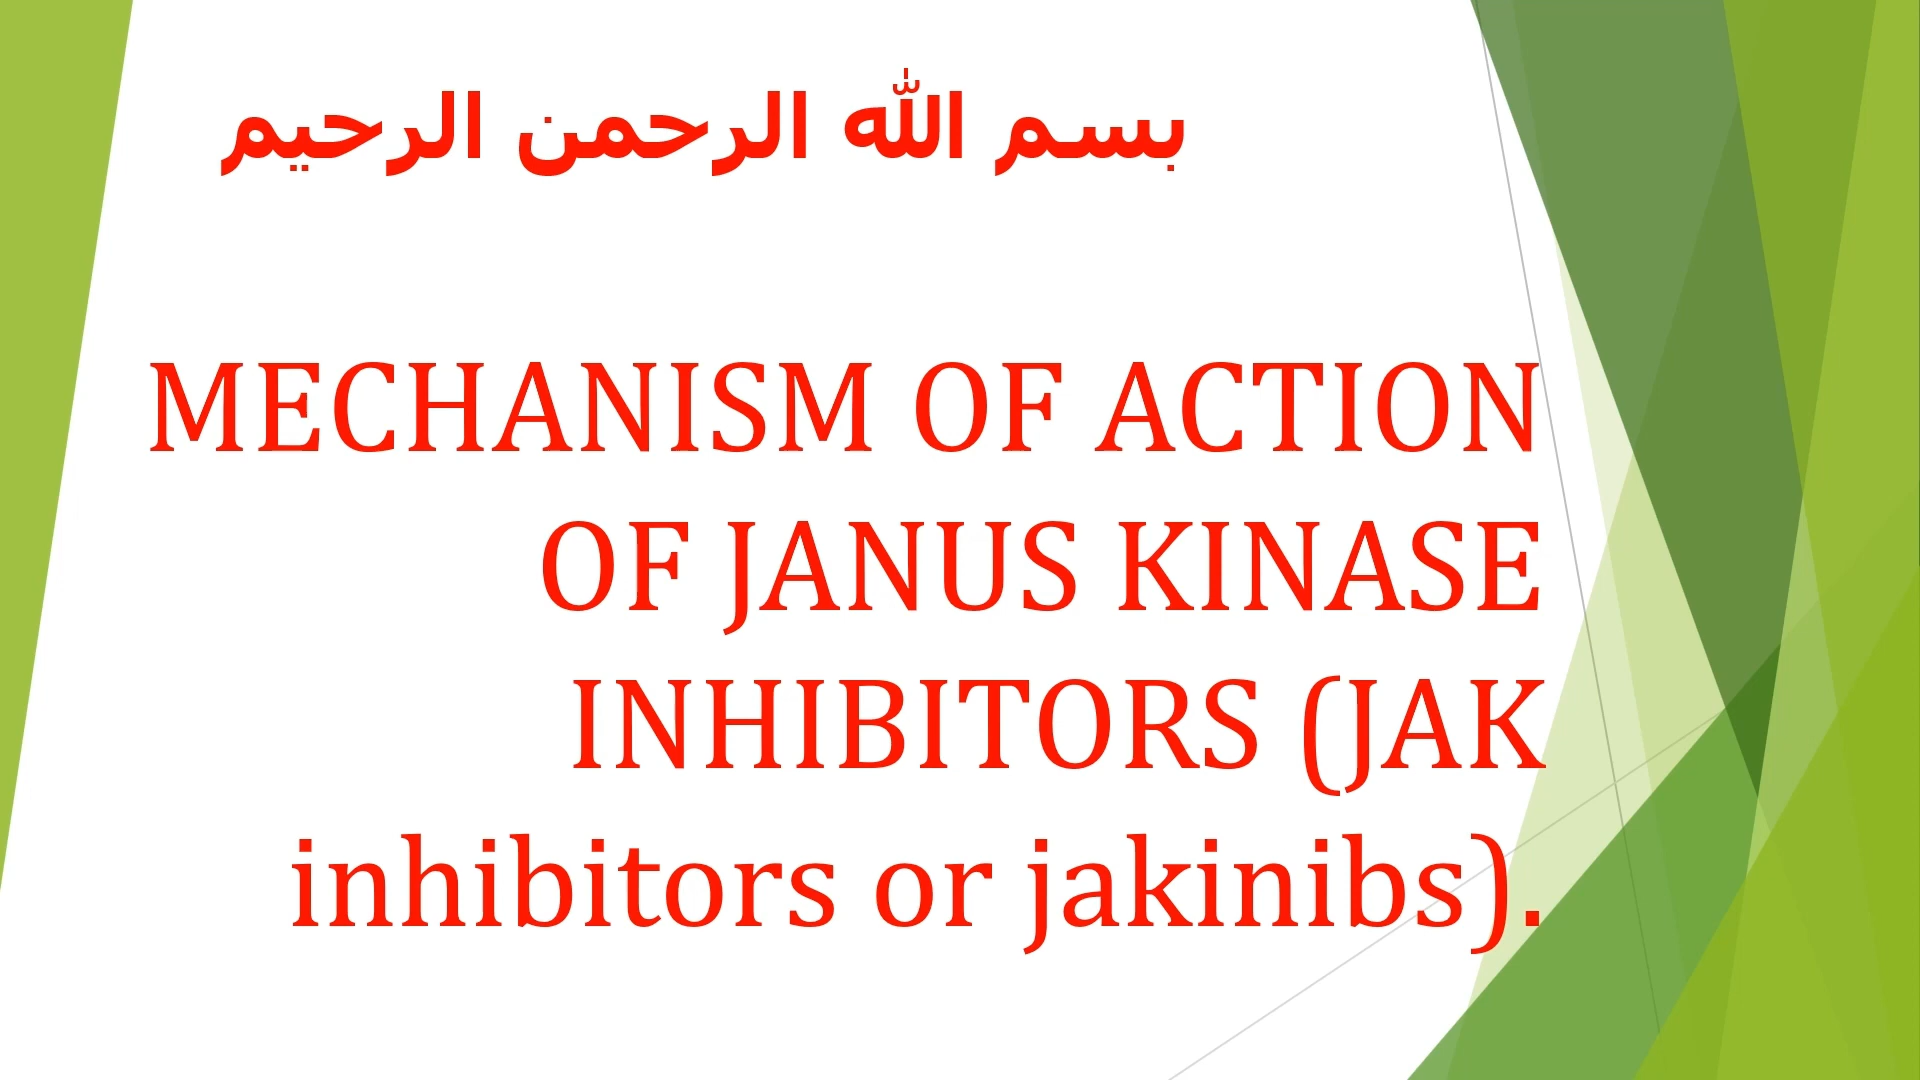 بسم الله الرحمن الرحيم
MECHANISM OF ACTION
OF JANUS KINASE
INHIBITORS (JAK
inhibitors or jakinibs).